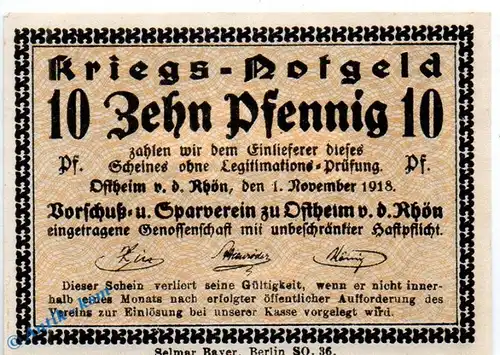 Kriegs-Notgeld
10 Zehn Pfennig 10
Pf. zahlen wir dem Einlieferer dieses Pf.
Scheines ohne Legitimations-Prüfung.
Ostheim v. d. Rhön, den 1. November 1918.
Vorschuß- u. Sparverein zu Ostheim v. d. Rhön
eingetragene Genossenschaft mit unbeschränkter Haftpflicht.
Dieser Schein verliert seine Gültigkeit, wenn er nicht inner-
halb eines Monats nach erfolgter öffentlicher Aufforderung des
Vereins zur Einlösung bei unserer Kasse vorgelegt wird.
Selmar Bayer, Berlin SO. 36.